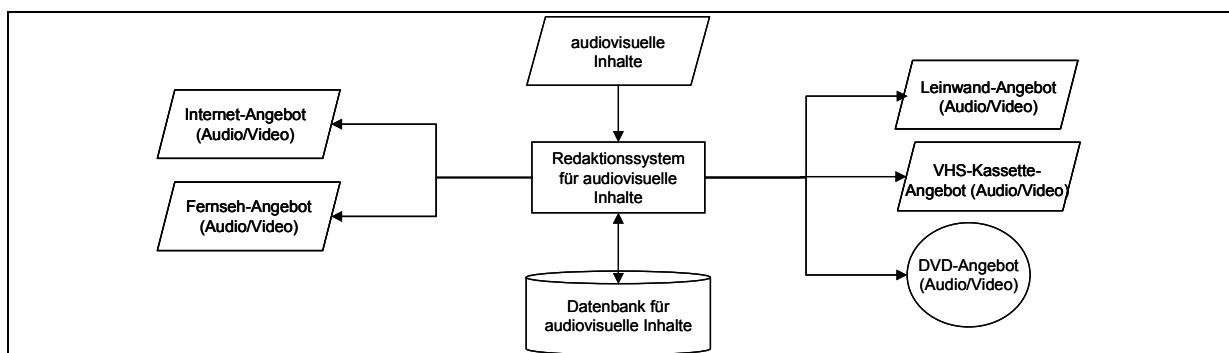 audiovisuelle
Inhalte
Internet-Angebot
(Audio/Video)
Fernseh-Angebot
(Audio/Video)
Redaktionssystem
für audiovisuelle
Inhalte
Datenbank für
audiovisuelle Inhalte
Leinwand-Angebot
(Audio/Video)
VHS-Kassette-
Angebot (Audio/Video)
DVD-Angebot
(Audio/Video)